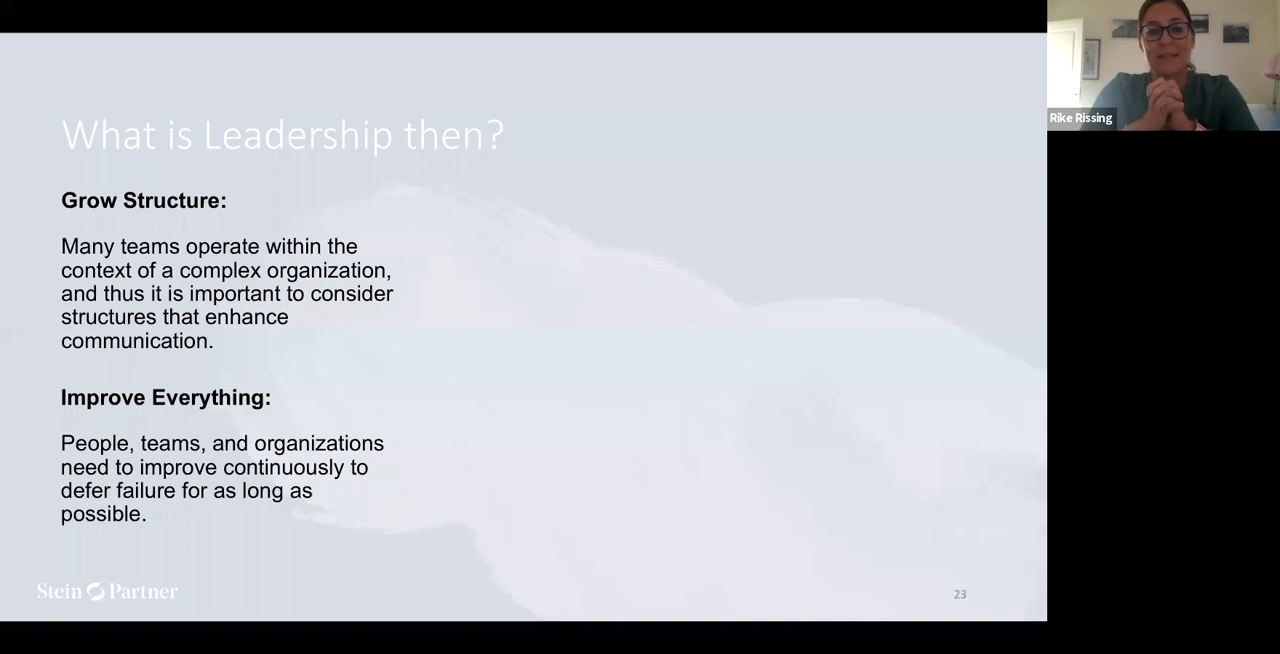 What is Leadership then?
Grow Structure:
Many teams operate within the
context of a complex organization,
and thus it is important to consider
structures that enhance
communication.
Improve Everything:
People, teams, and organizations
need to improve continuously to
defer failure for as long as
possible.
Stein Partner
23
Rike Rissing